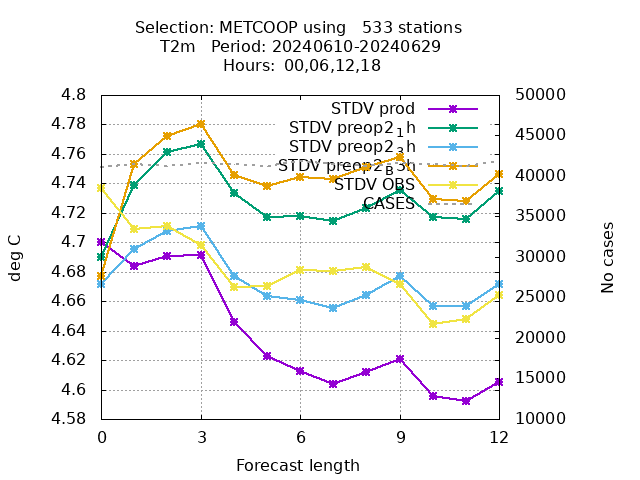 Selection: METCOOP using   533 stations
T2m   Period: 20240610-20240629
Hours: 00,06,12,18
STDV prod
STDV preop2₁h
STDV preop2₃h
STDV preop2_B3h
STDV OBS
CASES
4.8
4.78
4.76
4.74
4.72
4.7
4.68
4.66
4.64
4.62
4.6
4.58
50000
45000
40000
35000
30000
25000
20000
15000
10000
0
3
6
9
12
deg C
No cases
Forecast length